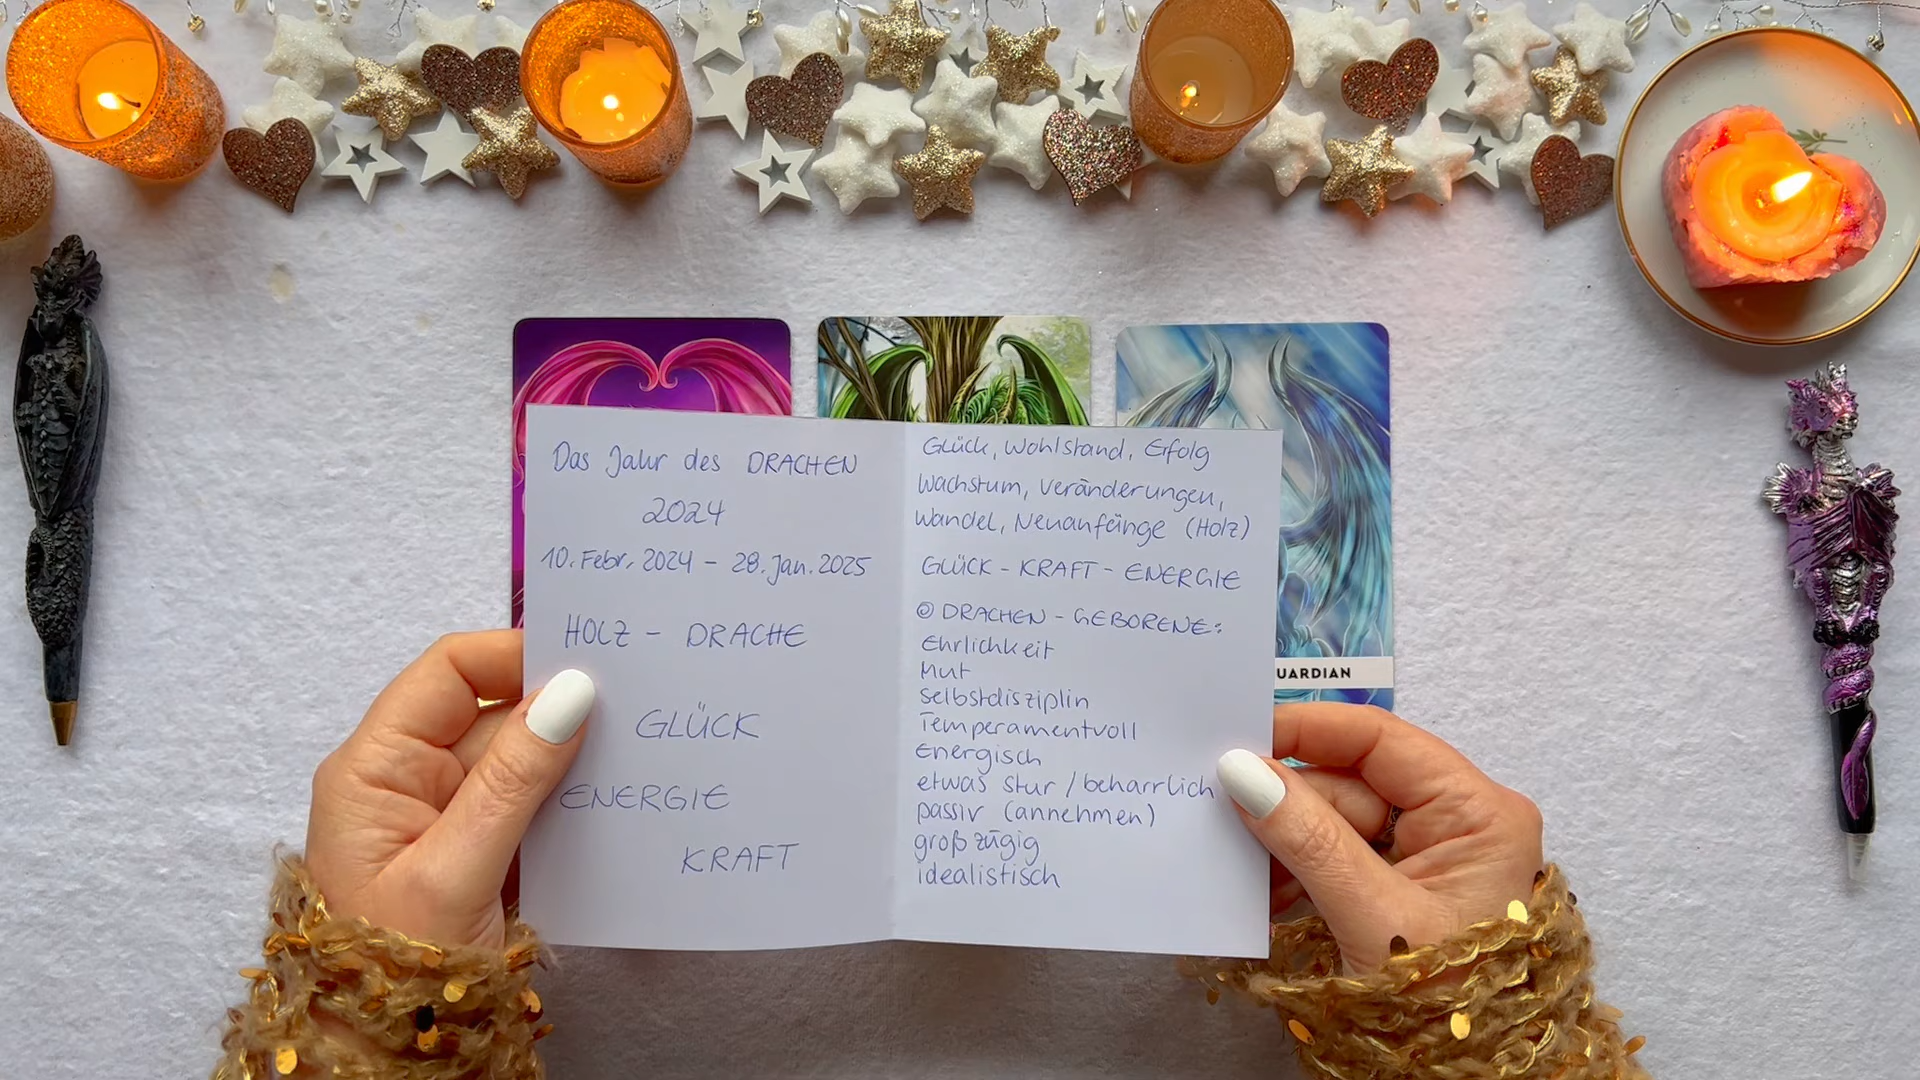 Das Jahr des DRACHEN
2024
10. Febr. 2024 - 28. Jan. 2025
HOLZ - DRACHE
GLÜCK
ENERGIE
KRAFT
Glück, Wohlstand, Erfolg
Wachstum, Veränderungen,
Wandel, Neuanfänge (Holz)
GLÜCK - KRAFT - ENERGIE
DRACHEN - GEBORENE:
Ehrlichkeit
Mut
Selbstdisziplin
Temperamentvoll
Energisch
etwas stur / beharrlich
passiv (annehmen)
großzügig
idealistisch
UARDIAN